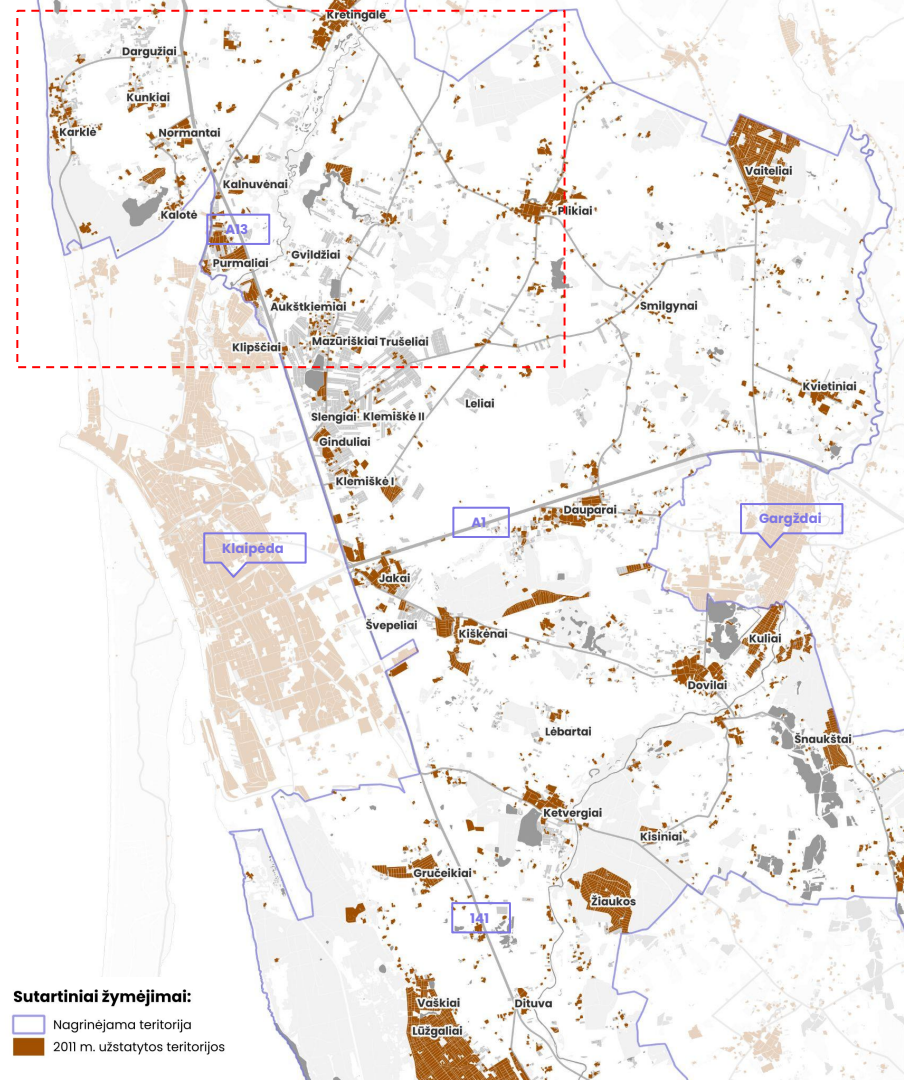 Kretingalė
Dargužiai
Kunkiai
Karklė
Normantai
Vaiteliai
Kalnuvėnai
Kalotė
Plikiai
A13
Gvildžiai
Purmaliai
Aukštkiemiai
Smilgynai
Klipščiai
Mazūriškiai
Trušeliai
Kvietiniai
Leliai
Slengiai
Klemiškė II
Ginduliai
Klemiškė I
Dauparai
A1
Gargždai
Klaipėda
Jakai
Švepeliai
Kiškėnai
Kuliai
Dovilai
Lėbartai
Šnaukštai
Ketvergiai
Kisiniai
Gručeikiai
Žiaukos
141
Vaškiai
Dituva
Lūžgaliai
Sutartiniai žymėjimai:
Nagrinėjama teritorija
2011 m. užstatytos teritorijos